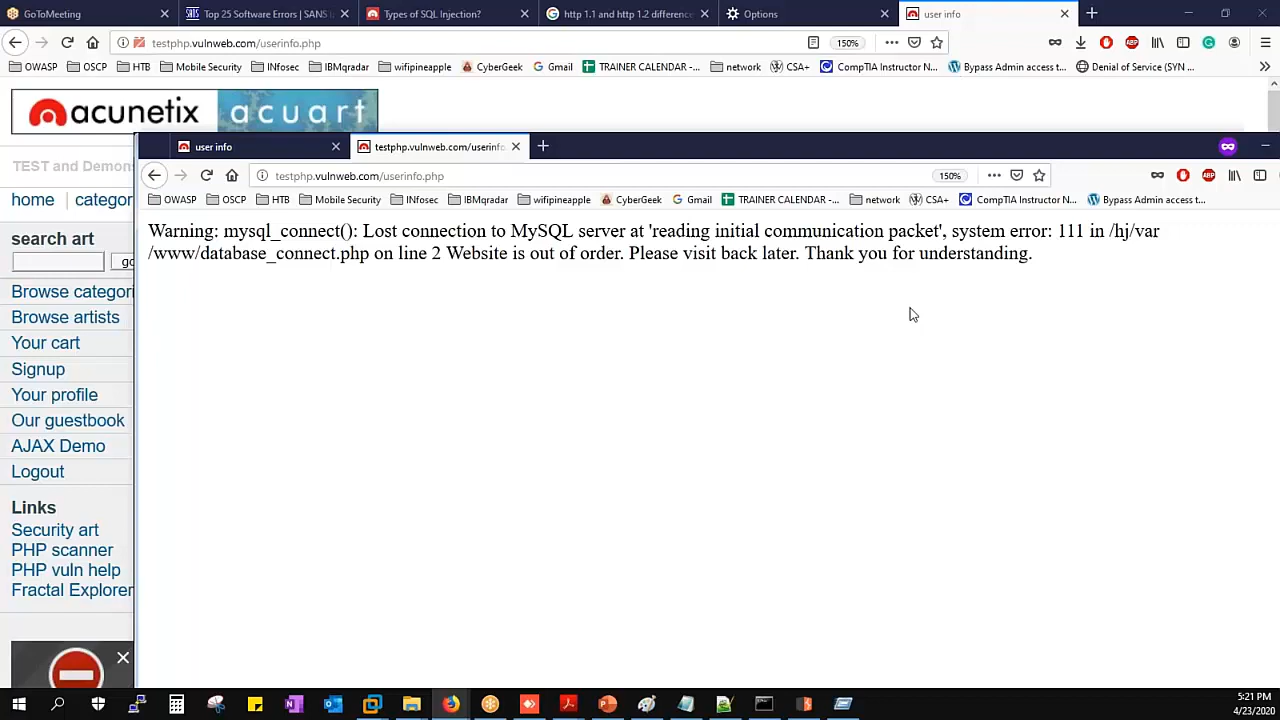 GoToMeeting
Top 25 Software Errors | SANS
Types of SQL Injection?
http 1.1 and http 1.2 difference
Options
user info
testphp.vulnweb.com/userinfo.php
150%
OWASP OSCP HTB Mobile Security INfosec IBMqradar wifipineapple CyberGeek Gmail TRAINER CALENDAR -... network CSA+ CompTIA Instructor N... Bypass Admin access t... Denial of Service (SYN ...
acunetix acuart
TEST and Demon
home categor
search art
go
Browse categori
Browse artists
Your cart
Signup
Your profile
Our guestbook
AJAX Demo
Logout
Links
Security art
PHP scanner
PHP vuln help
Fractal Explorer
user info
testphp.vulnweb.com/userinfo
testphp.vulnweb.com/userinfo.php
150%
OWASP OSCP HTB Mobile Security INfosec IBMqradar wifipineapple CyberGeek Gmail TRAINER CALENDAR -... network CSA+ CompTIA Instructor N... Bypass Admin access t...
Warning: mysql_connect(): Lost connection to MySQL server at 'reading initial communication packet', system error: 111 in /hj/var
/www/database_connect.php on line 2 Website is out of order. Please visit back later. Thank you for understanding.
5:21 PM
4/23/2020